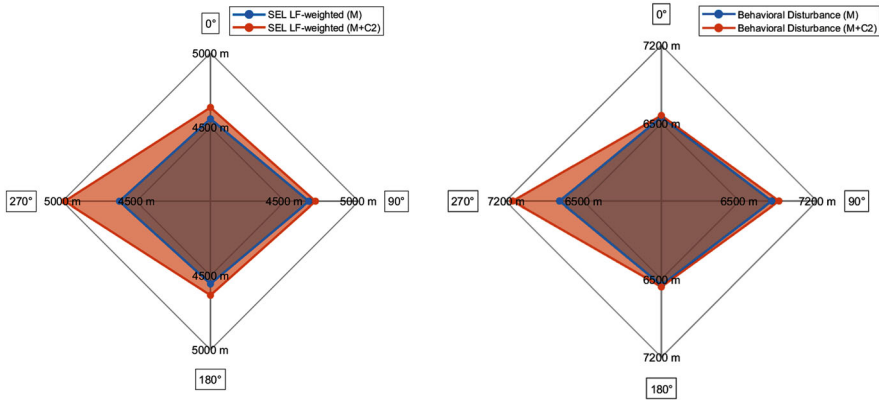 0°
SEL LF-weighted (M)
SEL LF-weighted (M+C2)
5000 m
4500 m
270°
5000 m
4500 m
4500 m
5000 m
90°
4500 m
5000 m
180°
0°
Behavioral Disturbance (M)
Behavioral Disturbance (M+C2)
7200 m
6500 m
270°
7200 m
6500 m
6500 m
7200 m
90°
6500 m
7200 m
180°